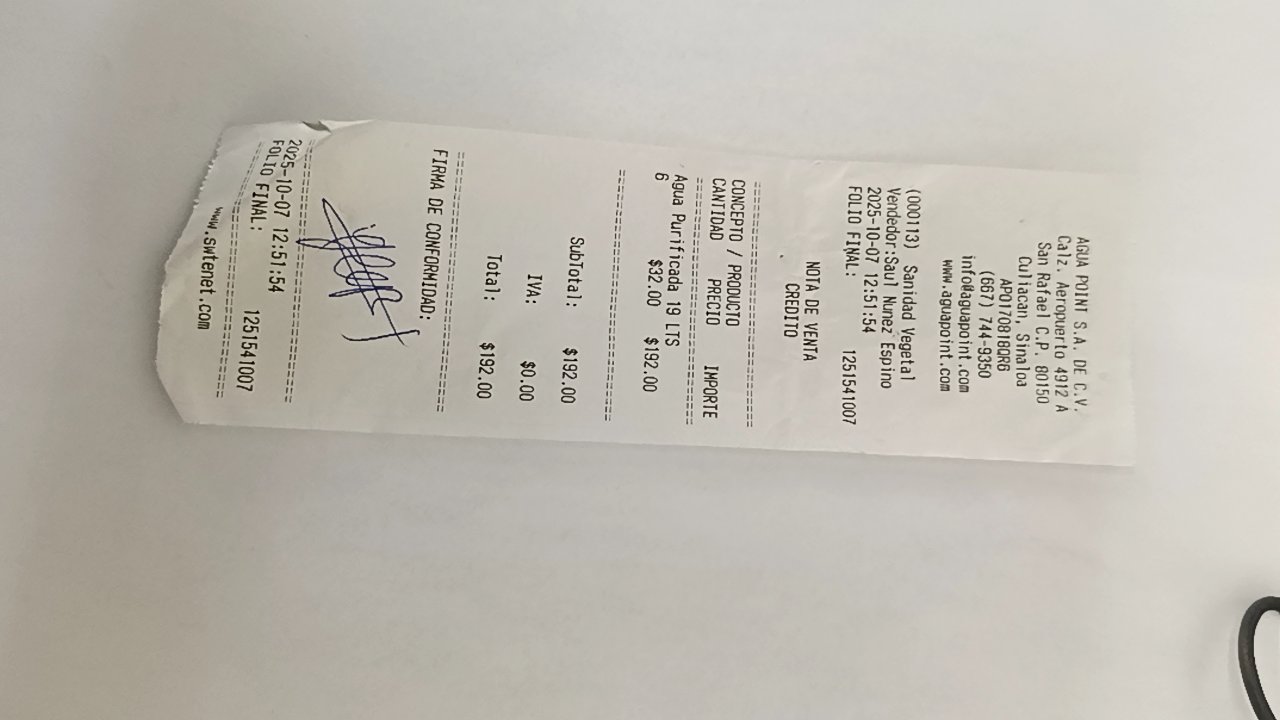 AGUA POINT S.A. DE C.V.
Calz. Aeropuerto 4912 A
San Rafael C.P. 80150
Culiacan, Sinaloa
APO170818QR6
(667) 744-9350
info@aguapoint.com
www.aguapoint.com
(000113) Sanidad Vegetal
Vendedor:Saul Nunez Espino
2025-10-07 12:51:54
FOLIO FINAL: 1251541007
NOTA DE VENTA
CREDITO
==============================
CONCEPTO / PRODUCTO
CANTIDAD PRECIO IMPORTE
==============================
Agua Purificada 19 LTS
6 $32.00 $192.00
==============================
SubTotal: $192.00
IVA: $0.00
Total: $192.00
==============================
FIRMA DE CONFORMIDAD:
==============================
2025-10-07 12:51:54
FOLIO FINAL: 1251541007
==============================
www.swtenet.com